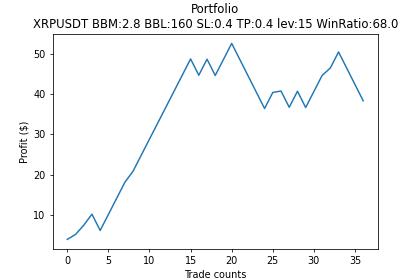 Portfolio
XRPUSDT BBM:2.8 BBL:160 SL:0.4 TP:0.4 lev:15 WinRatio:68.0
50
40
30
20
10
Profit ($)
0 5 10 15 20 25 30 35
Trade counts